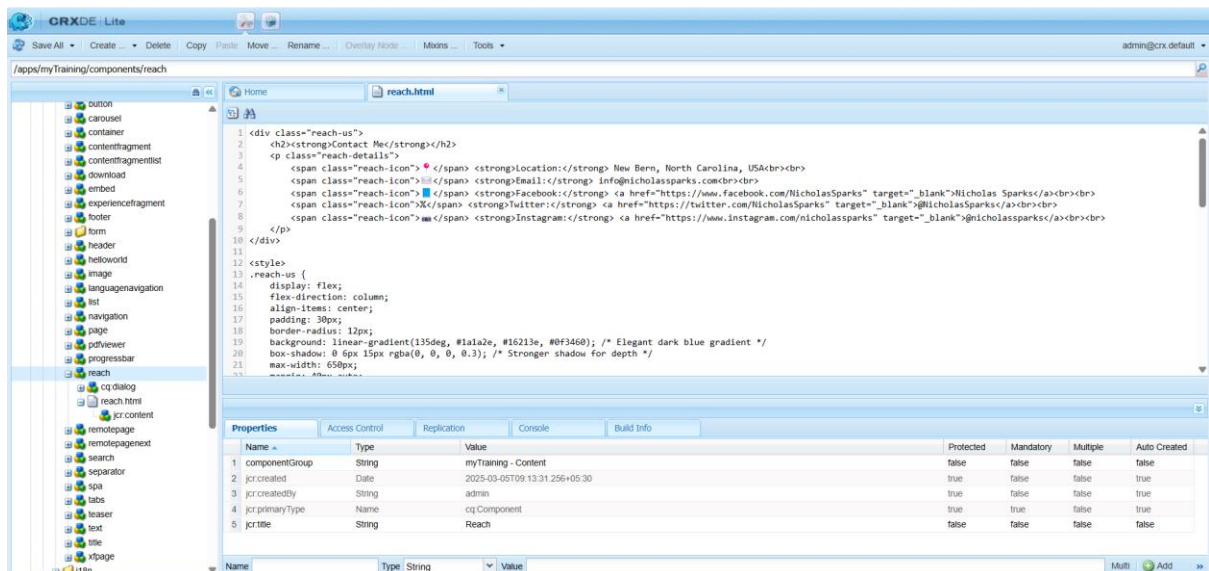 CRXDE | Lite
Save All Create ... Delete Copy Paste Move ... Rename ... Overlay Node ... Mixins ... Tools admin@crx.default
/apps/myTraining/components/reach
button
carousel
container
contentfragment
contentfragmentlist
download
embed
experiencefragment
footer
form
header
helloworld
image
languagenavigation
list
navigation
page
pdfviewer
progressbar
reach
cq:dialog
reach.html
jcr:content
remotepage
remotepagenext
search
separator
spa
tabs
teaser
text
title
xfpage
i18n
Home reach.html
1 <div class="reach-us">
2 <h2><strong>Contact Me</strong></h2>
3 <p class="reach-details">
4 <span class="reach-icon">📍</span> <strong>Location:</strong> New Bern, North Carolina, USA<br><br>
5 <span class="reach-icon">✉️</span> <strong>Email:</strong> info@nicholassparks.com<br><br>
6 <span class="reach-icon">📘</span> <strong>Facebook:</strong> <a href="https://www.facebook.com/NicholasSparks" target="_blank">Nicholas Sparks</a><br><br>
7 <span class="reach-icon">𝕏</span> <strong>Twitter:</strong> <a href="https://twitter.com/NicholasSparks" target="_blank">@NicholasSparks</a><br><br>
8 <span class="reach-icon">📷</span> <strong>Instagram:</strong> <a href="https://www.instagram.com/nicholassparks" target="_blank">@nicholassparks</a><br><br>
9 </p>
10 </div>
11
12 <style>
13 .reach-us {
14 display: flex;
15 flex-direction: column;
16 align-items: center;
17 padding: 30px;
18 border-radius: 12px;
19 background: linear-gradient(135deg, #1a1a2e, #16213e, #0f3460); /* Elegant dark blue gradient */
20 box-shadow: 0 6px 15px rgba(0, 0, 0, 0.3); /* Stronger shadow for depth */
21 max-width: 650px;
Properties Access Control Replication Console Build Info
Name Type Value Protected Mandatory Multiple Auto Created
1 componentGroup String myTraining - Content false false false false
2 jcr:created Date 2025-03-05T09:13:31.256+05:30 true false false true
3 jcr:createdBy String admin true false false true
4 jcr:primaryType Name cq:Component true true false true
5 jcr:title String Reach false false false false
Name Type String Value Multi Add